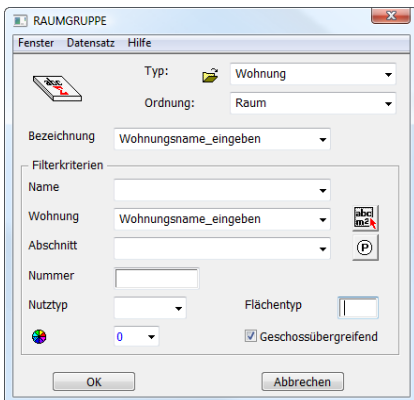 RAUMGRUPPE
Fenster Datensatz Hilfe
Typ: Wohnung
Ordnung: Raum
Bezeichnung Wohnungsname_eingeben
Filterkriterien
Name
Wohnung Wohnungsname_eingeben
Abschnitt
Nummer
Nutztyp Flächentyp
0 Geschossübergreifend
OK Abbrechen